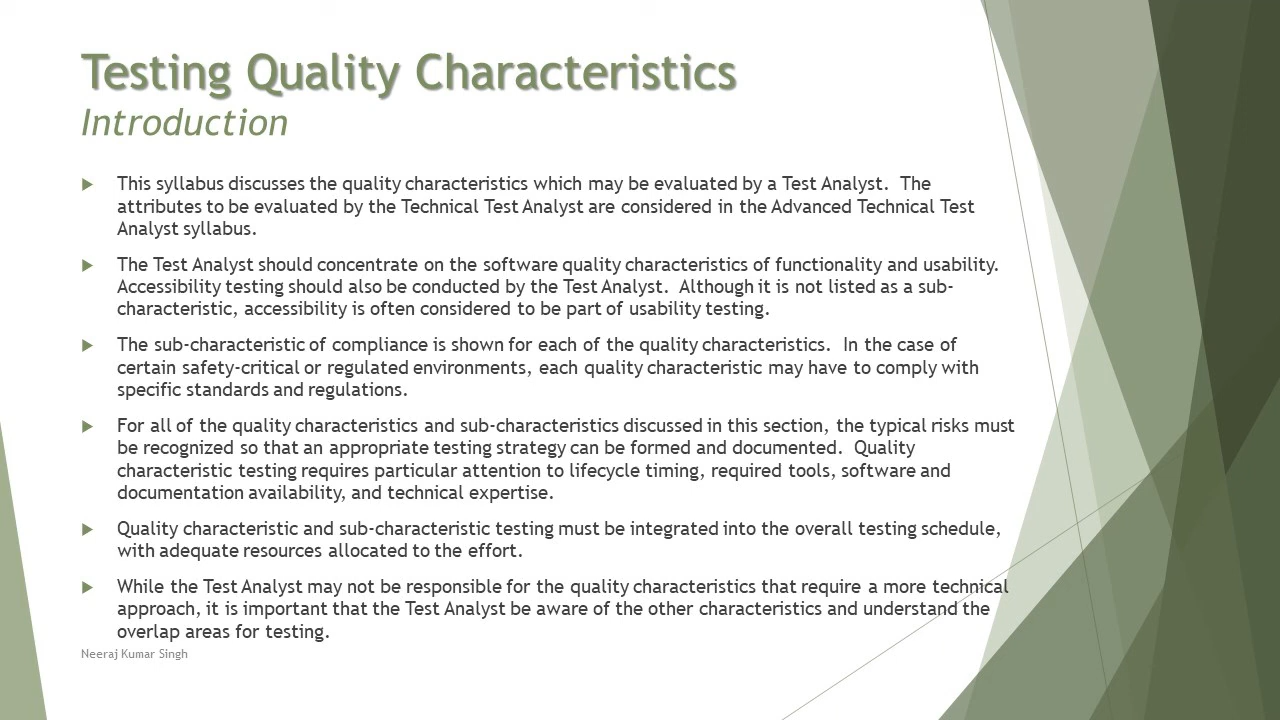 Testing Quality Characteristics
Introduction
This syllabus discusses the quality characteristics which may be evaluated by a Test Analyst.  The
attributes to be evaluated by the Technical Test Analyst are considered in the Advanced Technical Test
Analyst syllabus.
The Test Analyst should concentrate on the software quality characteristics of functionality and usability.
Accessibility testing should also be conducted by the Test Analyst.  Although it is not listed as a sub-
characteristic, accessibility is often considered to be part of usability testing.
The sub-characteristic of compliance is shown for each of the quality characteristics.  In the case of
certain safety-critical or regulated environments, each quality characteristic may have to comply with
specific standards and regulations.
For all of the quality characteristics and sub-characteristics discussed in this section, the typical risks must
be recognized so that an appropriate testing strategy can be formed and documented.  Quality
characteristic testing requires particular attention to lifecycle timing, required tools, software and
documentation availability, and technical expertise.
Quality characteristic and sub-characteristic testing must be integrated into the overall testing schedule,
with adequate resources allocated to the effort.
While the Test Analyst may not be responsible for the quality characteristics that require a more technical
approach, it is important that the Test Analyst be aware of the other characteristics and understand the
overlap areas for testing.
Neeraj Kumar Singh